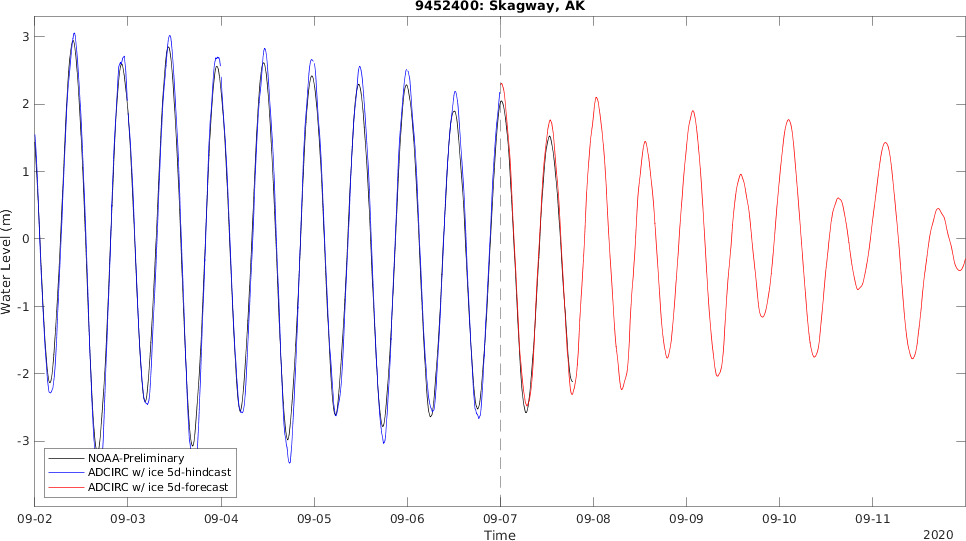 9452400: Skagway, AK
3
2
1
0
-1
-2
-3
Water Level (m)
NOAA-Preliminary
ADCIRC w/ ice 5d-hindcast
ADCIRC w/ ice 5d-forecast
09-02 09-03 09-04 09-05 09-06 09-07 09-08 09-09 09-10 09-11
Time
2020